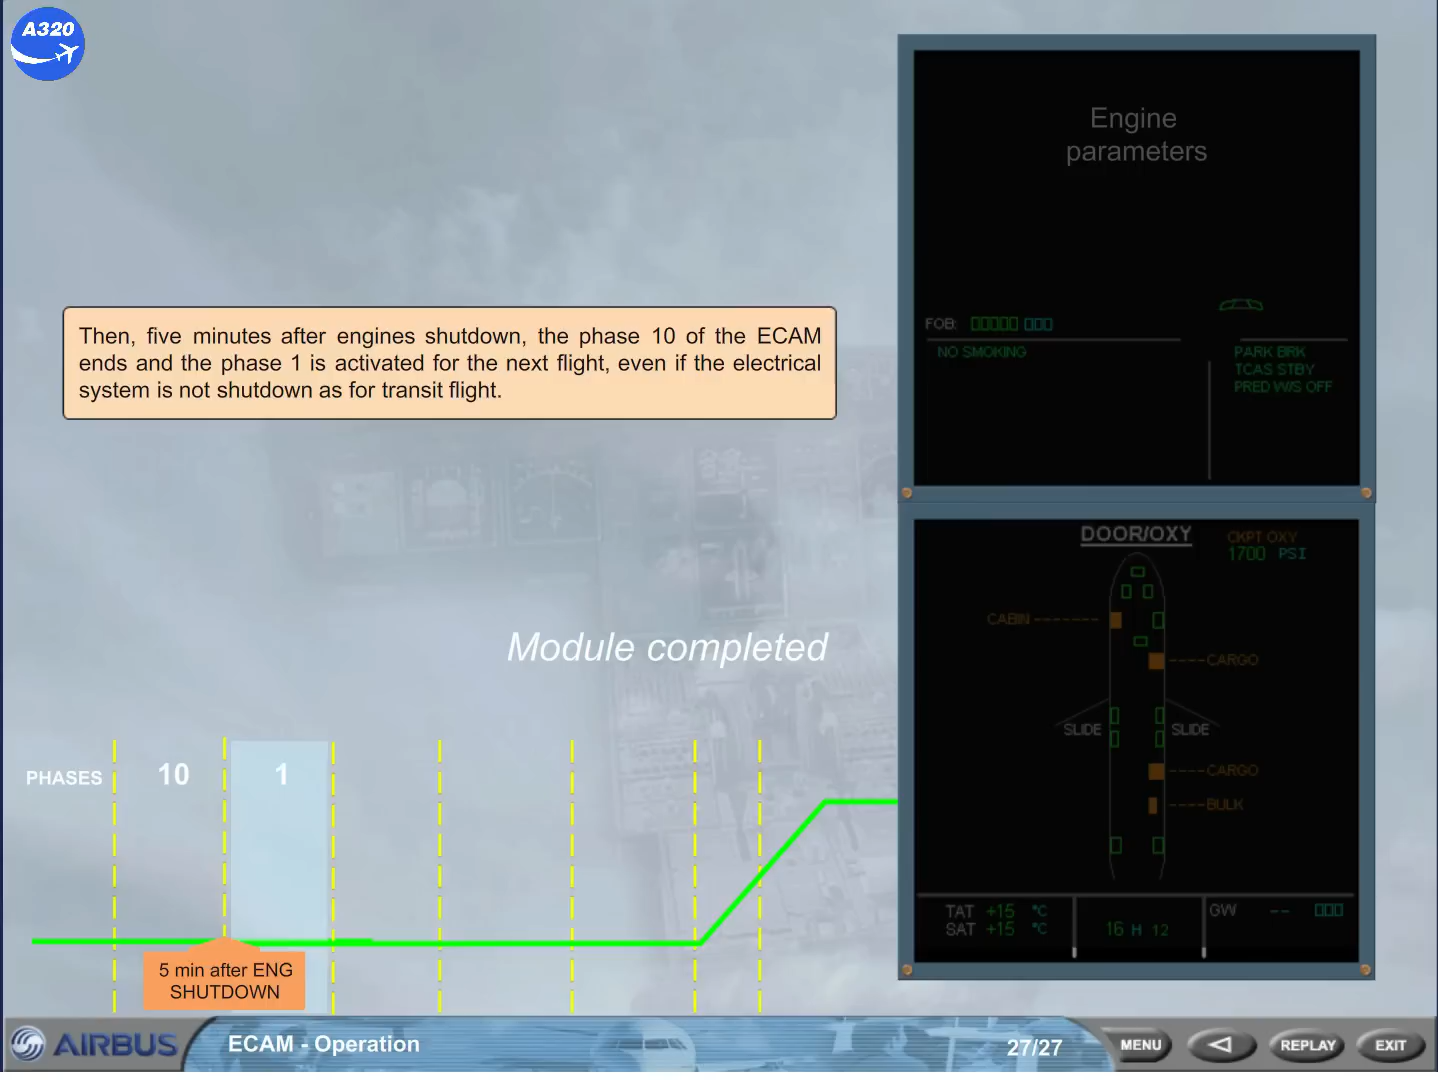 A320
Engine
parameters
Then, five minutes after engines shutdown, the phase 10 of the ECAM
ends and the phase 1 is activated for the next flight, even if the electrical
system is not shutdown as for transit flight.
FOB:
NO SMOKING
PARK BRK
TCAS STBY
PRED W/S OFF
DOOR/OXY
CKPT OXY
1700 PSI
CABIN
CARGO
SLIDE
SLIDE
CARGO
BULK
TAT +15 °C
SAT +15 °C
16 H 12
GW --
Module completed
PHASES
10
1
5 min after ENG
SHUTDOWN
AIRBUS
ECAM - Operation
27/27
MENU
REPLAY
EXIT